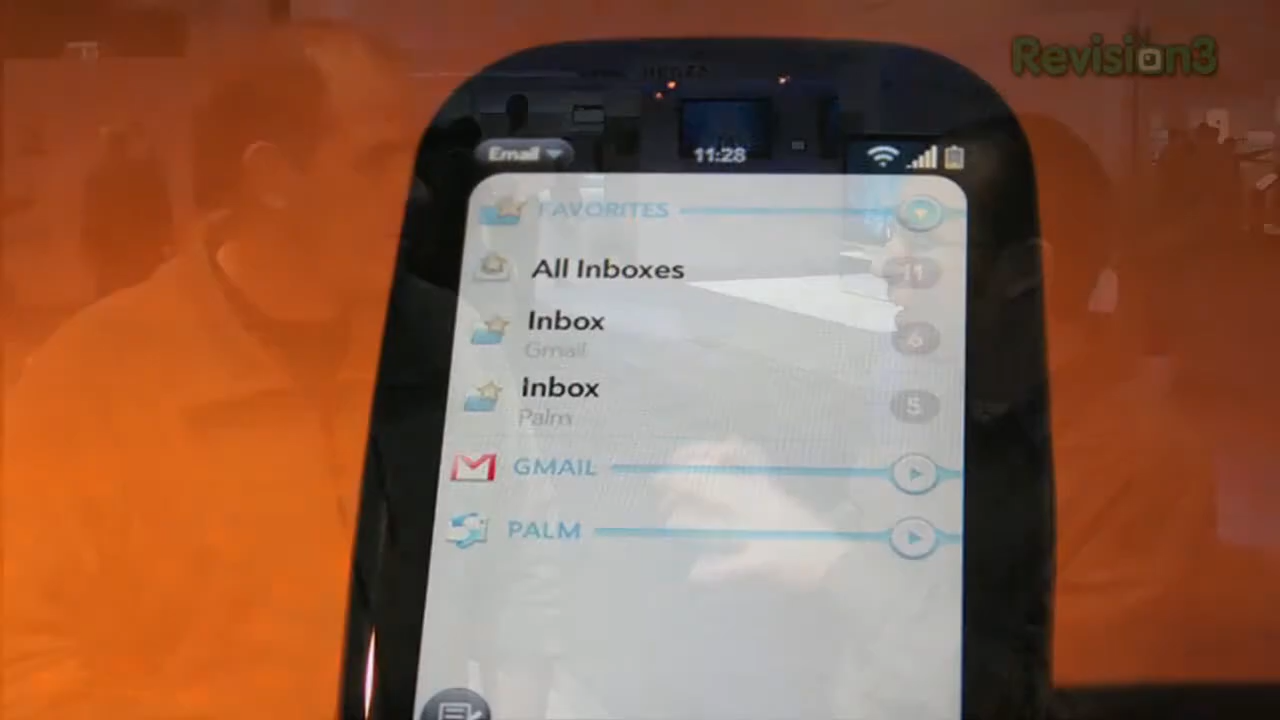 Revision3
Email
11:28
FAVORITES
All Inboxes 11
Inbox 6
Gmail
Inbox 5
Palm
GMAIL
PALM